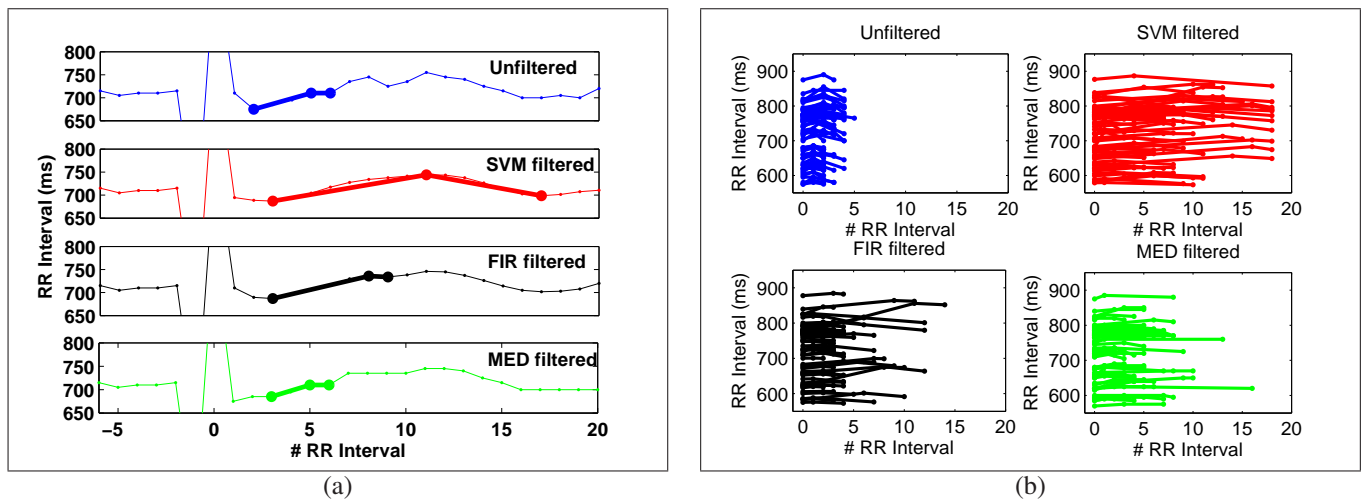 800
750
700
650
Unfiltered
800
750
700
650
SVM filtered
800
750
700
650
FIR filtered
800
750
700
650
MED filtered
−5 0 5 10 15 20
# RR Interval
RR Interval (ms)
(a)
Unfiltered
900
800
700
600
RR Interval (ms)
0 5 10 15 20
# RR Interval
SVM filtered
900
800
700
600
RR Interval (ms)
0 5 10 15 20
# RR Interval
FIR filtered
900
800
700
600
RR Interval (ms)
0 5 10 15 20
# RR Interval
MED filtered
900
800
700
600
RR Interval (ms)
0 5 10 15 20
# RR Interval
(b)